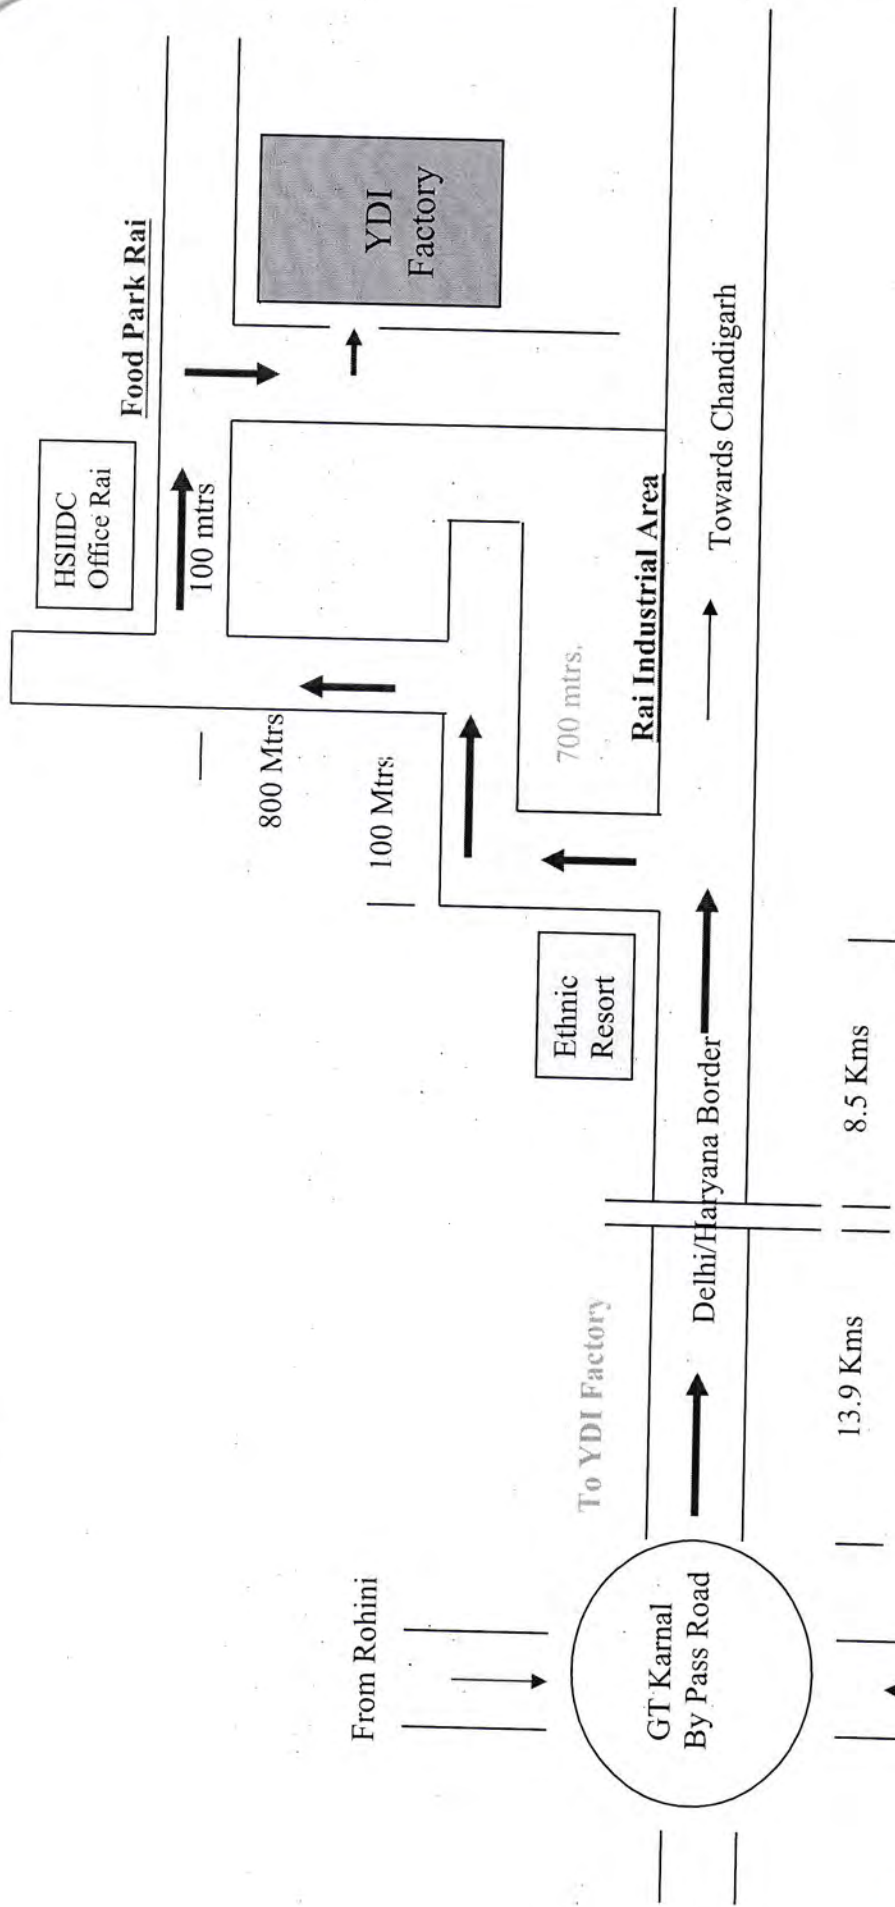 Food Park Rai
HSIIDC
Office Rai
100 mtrs
YDI
Factory
800 Mtrs
100 Mtrs
700 mtrs.
Rai Industrial Area
Towards Chandigarh
Ethnic
Resort
Delhi/Haryana Border
8.5 Kms
13.9 Kms
To YDI Factory
From Rohini
GT Karnal
By Pass Road